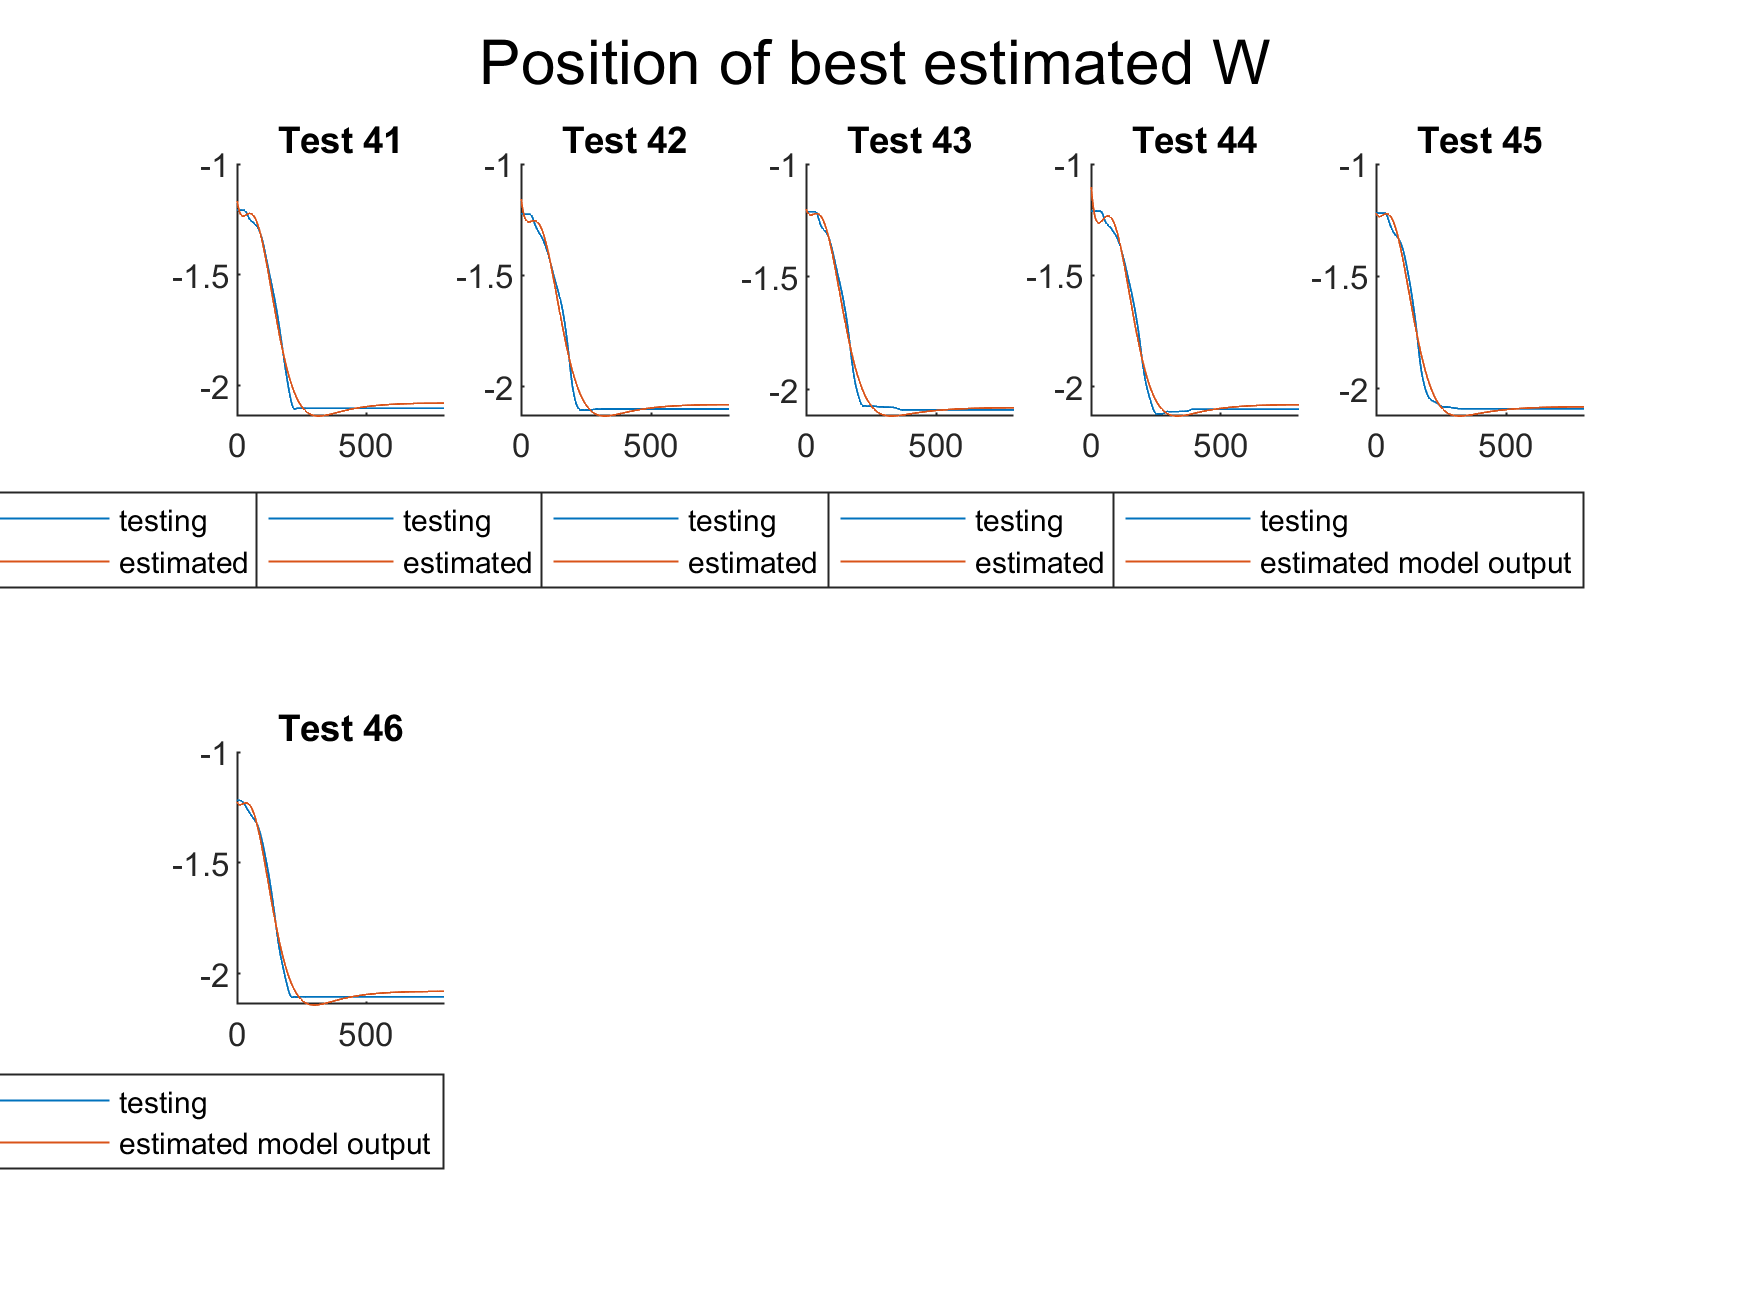 Position of best estimated W
Test 41 Test 42 Test 43 Test 44 Test 45
-1 -1 -1 -1 -1
-1.5 -1.5 -1.5 -1.5 -1.5
-2 -2 -2 -2 -2
0 500 0 500 0 500 0 500 0 500
testing testing testing testing testing
estimated estimated estimated estimated estimated model output
Test 46
-1
-1.5
-2
0 500
testing
estimated model output